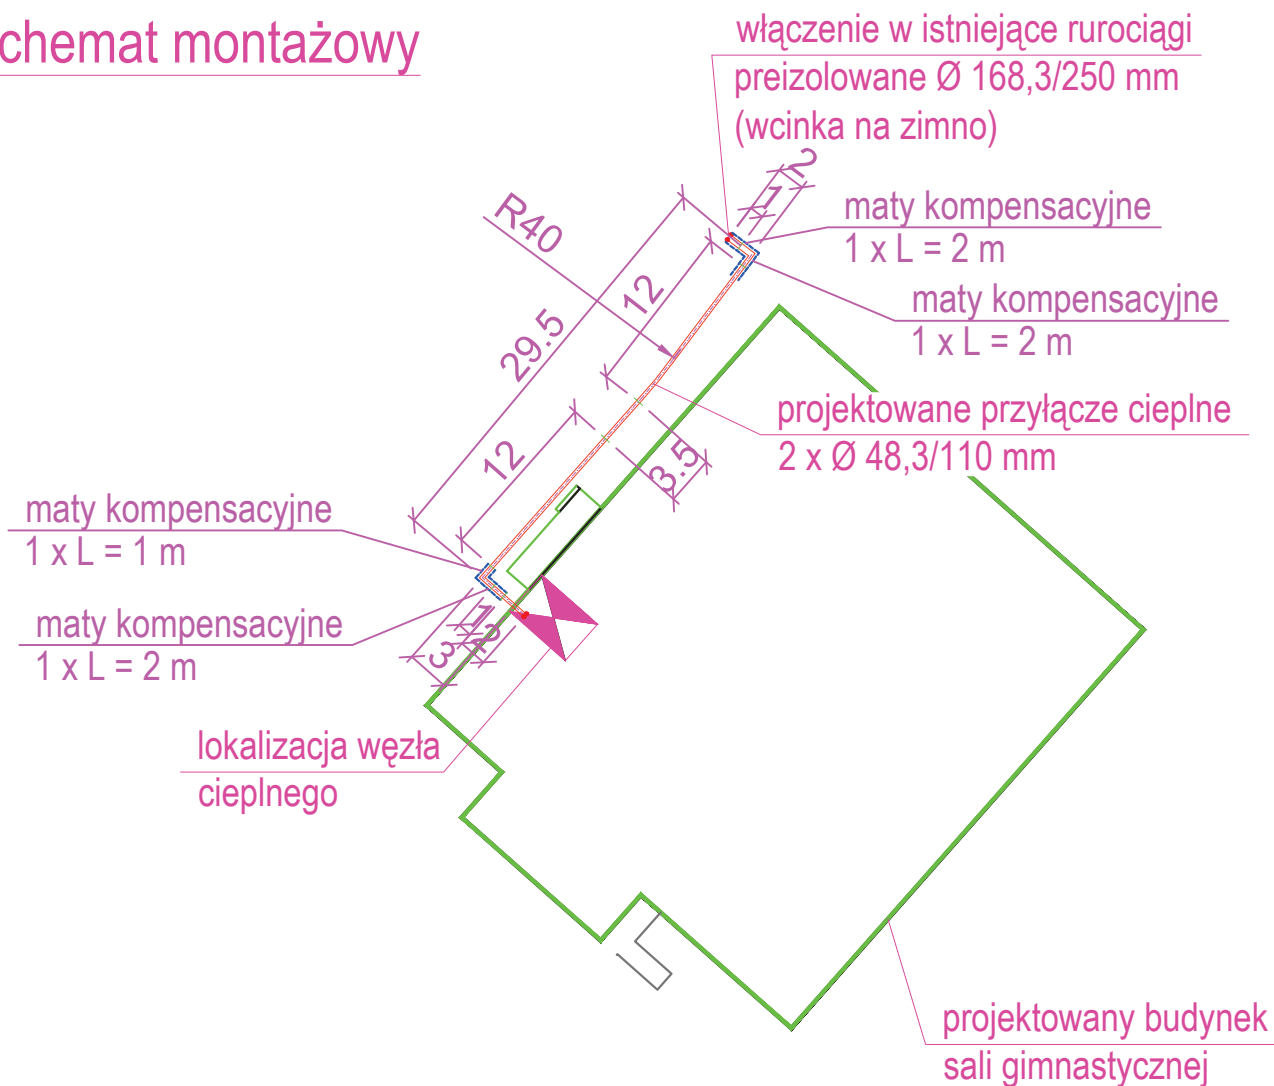 chemat montażowy
włączenie w istniejące rurociągi
preizolowane Ø 168,3/250 mm
(wcinka na zimno)
2
1
maty kompensacyjne
1 x L = 2 m
R40
12
maty kompensacyjne
1 x L = 2 m
29.5
projektowane przyłącze cieplne
2 x Ø 48,3/110 mm
12
3.5
maty kompensacyjne
1 x L = 1 m
maty kompensacyjne
1 x L = 2 m
1
2
3
lokalizacja węzła
cieplnego
projektowany budynek
sali gimnastycznej